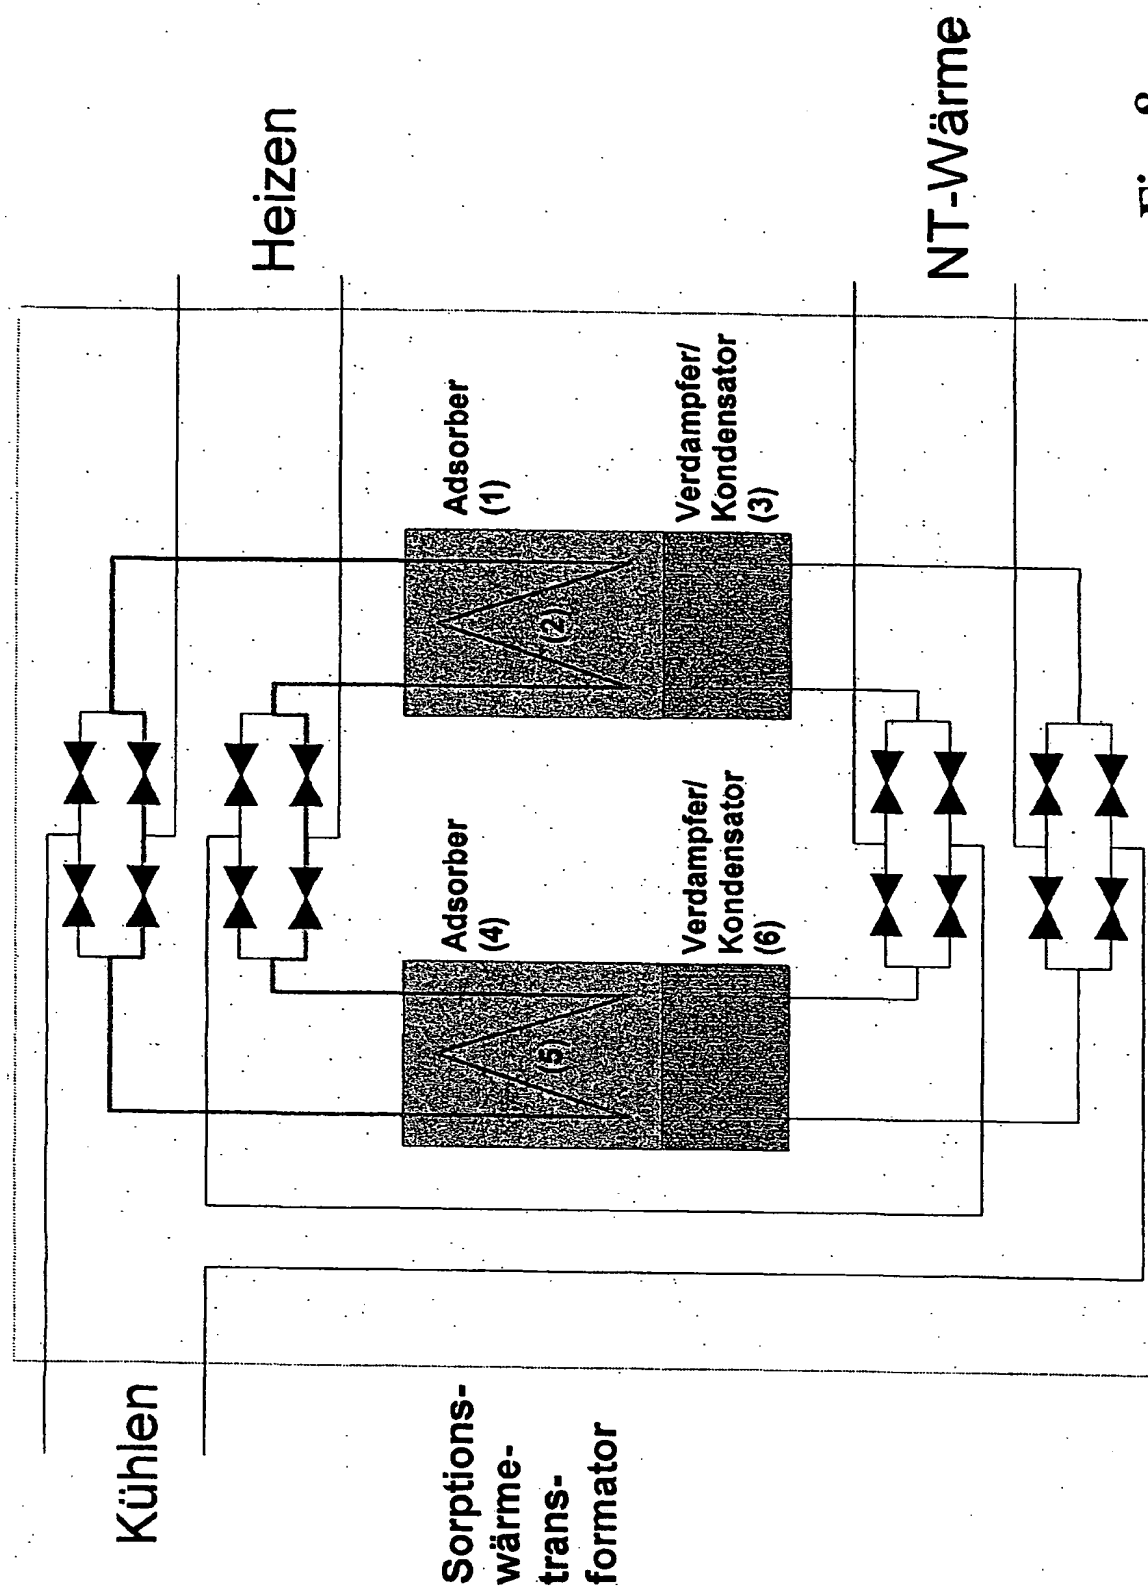 Kühlen
Heizen
Sorptions-
wärme-
trans-
formator
Adsorber
(4)
Adsorber
(1)
(5)
(2)
Verdampfer/
Kondensator
(6)
Verdampfer/
Kondensator
(3)
NT-Wärme